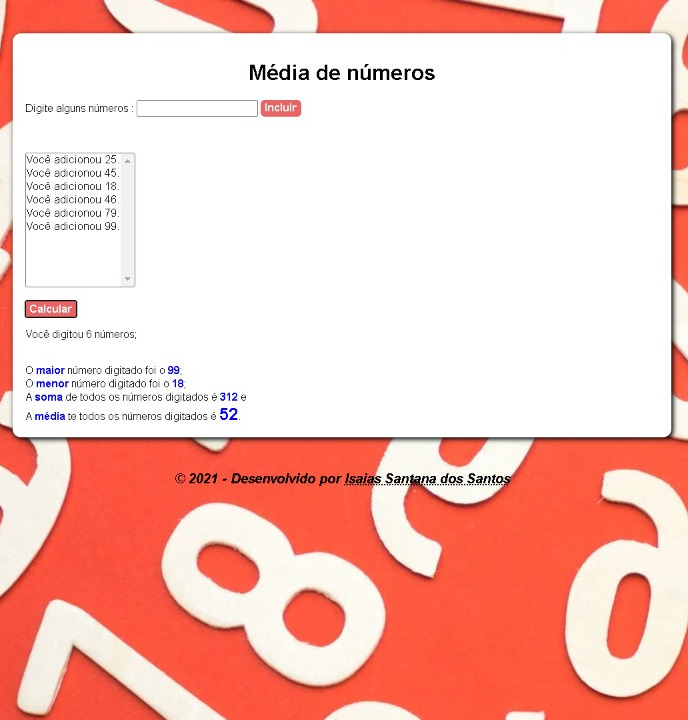 Média de números
Digite alguns números : Incluir
Você adicionou 25.
Você adicionou 45.
Você adicionou 18.
Você adicionou 46.
Você adicionou 79.
Você adicionou 99.
Calcular
Você digitou 6 números;
O maior número digitado foi o 99;
O menor número digitado foi o 18;
A soma de todos os números digitados é 312 e
A média te todos os números digitados é 52.
© 2021 - Desenvolvido por Isaias Santana dos Santos
8
7